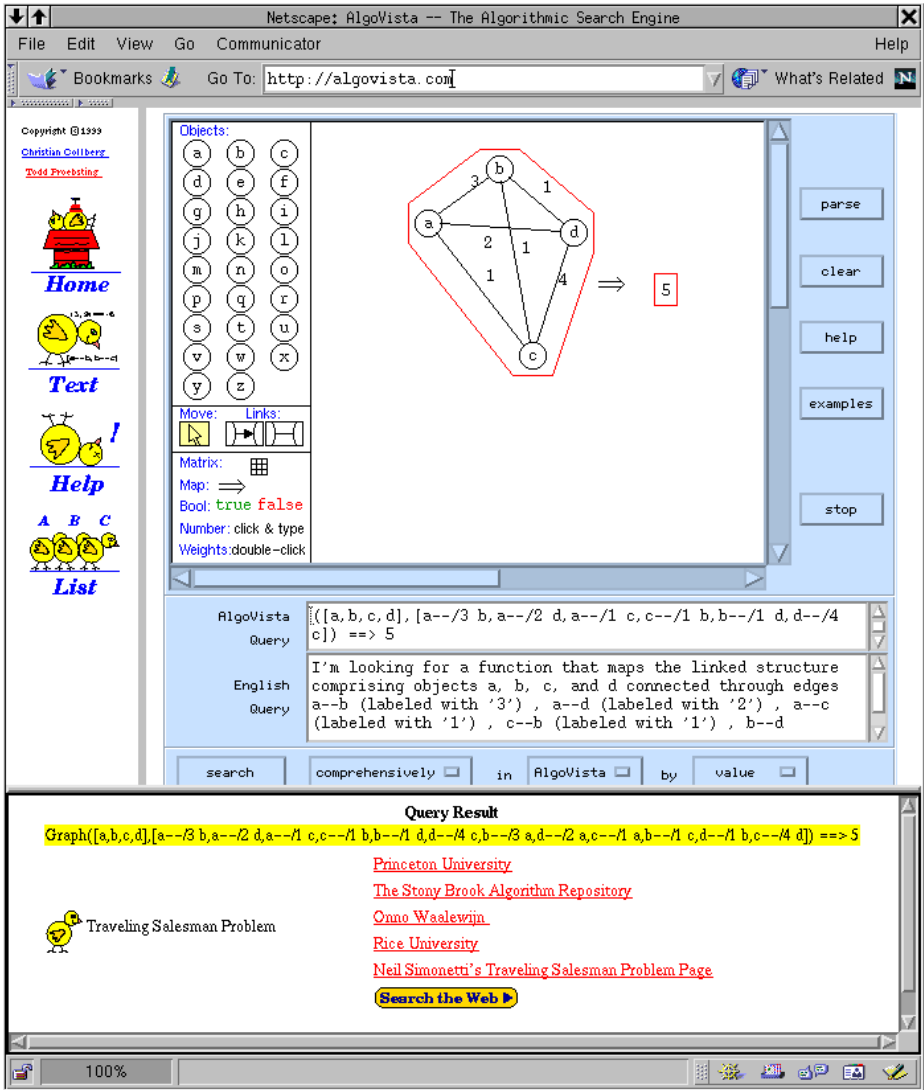 Netscape: AlgoVista -- The Algorithmic Search Engine
File Edit View Go Communicator Help
Bookmarks Go To: http://algovista.com What's Related N
Copyright ©1999
Christian Collberg
Todd Proebsting
Home
Text
Help
A B C
List
Objects:
a b c
d e f
g h i
j k l
m n o
p q r
s t u
v w x
y z
Move: Links:
Matrix:
Map: ⇒
Bool: true false
Number: click & type
Weights:double-click
b
3 1
a
d
2 1
1 4
c
⇒ 5
parse
clear
help
examples
stop
AlgoVista Query
([a,b,c,d],[a--/3 b,a--/2 d,a--/1 c,c--/1 b,b--/1 d,d--/4
c]) ==> 5
English Query
I'm looking for a function that maps the linked structure
comprising objects a, b, c, and d connected through edges
a--b (labeled with '3') , a--d (labeled with '2') , a--c
(labeled with '1') , c--b (labeled with '1') , b--d
search comprehensively in AlgoVista by value
Query Result
Graph([a,b,c,d],[a--/3 b,a--/2 d,a--/1 c,c--/1 b,b--/1 d,d--/4 c,b--/3 a,d--/2 a,c--/1 a,b--/1 c,d--/1 b,c--/4 d]) ==> 5
Traveling Salesman Problem
Princeton University
The Stony Brook Algorithm Repository
Onno Waalewijn
Rice University
Neil Simonetti's Traveling Salesman Problem Page
Search the Web
100%